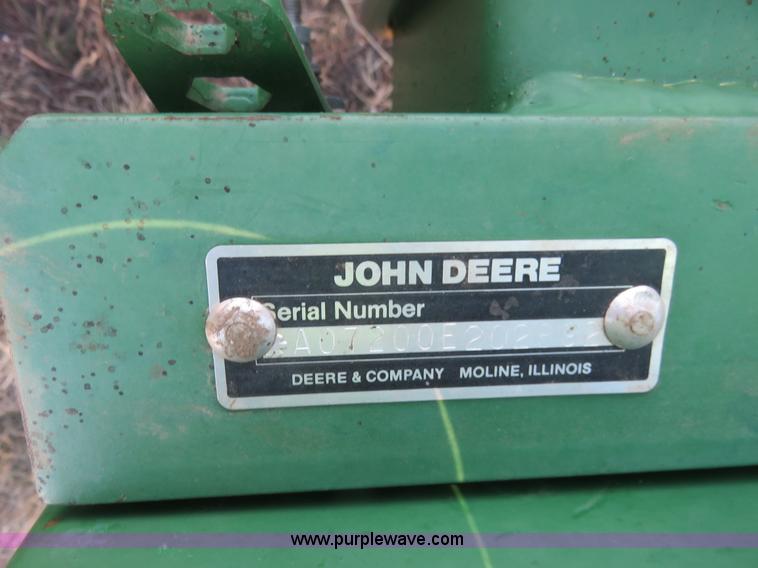 JOHN DEERE
Serial Number
DEERE & COMPANY MOLINE, ILLINOIS
www.purplewave.com